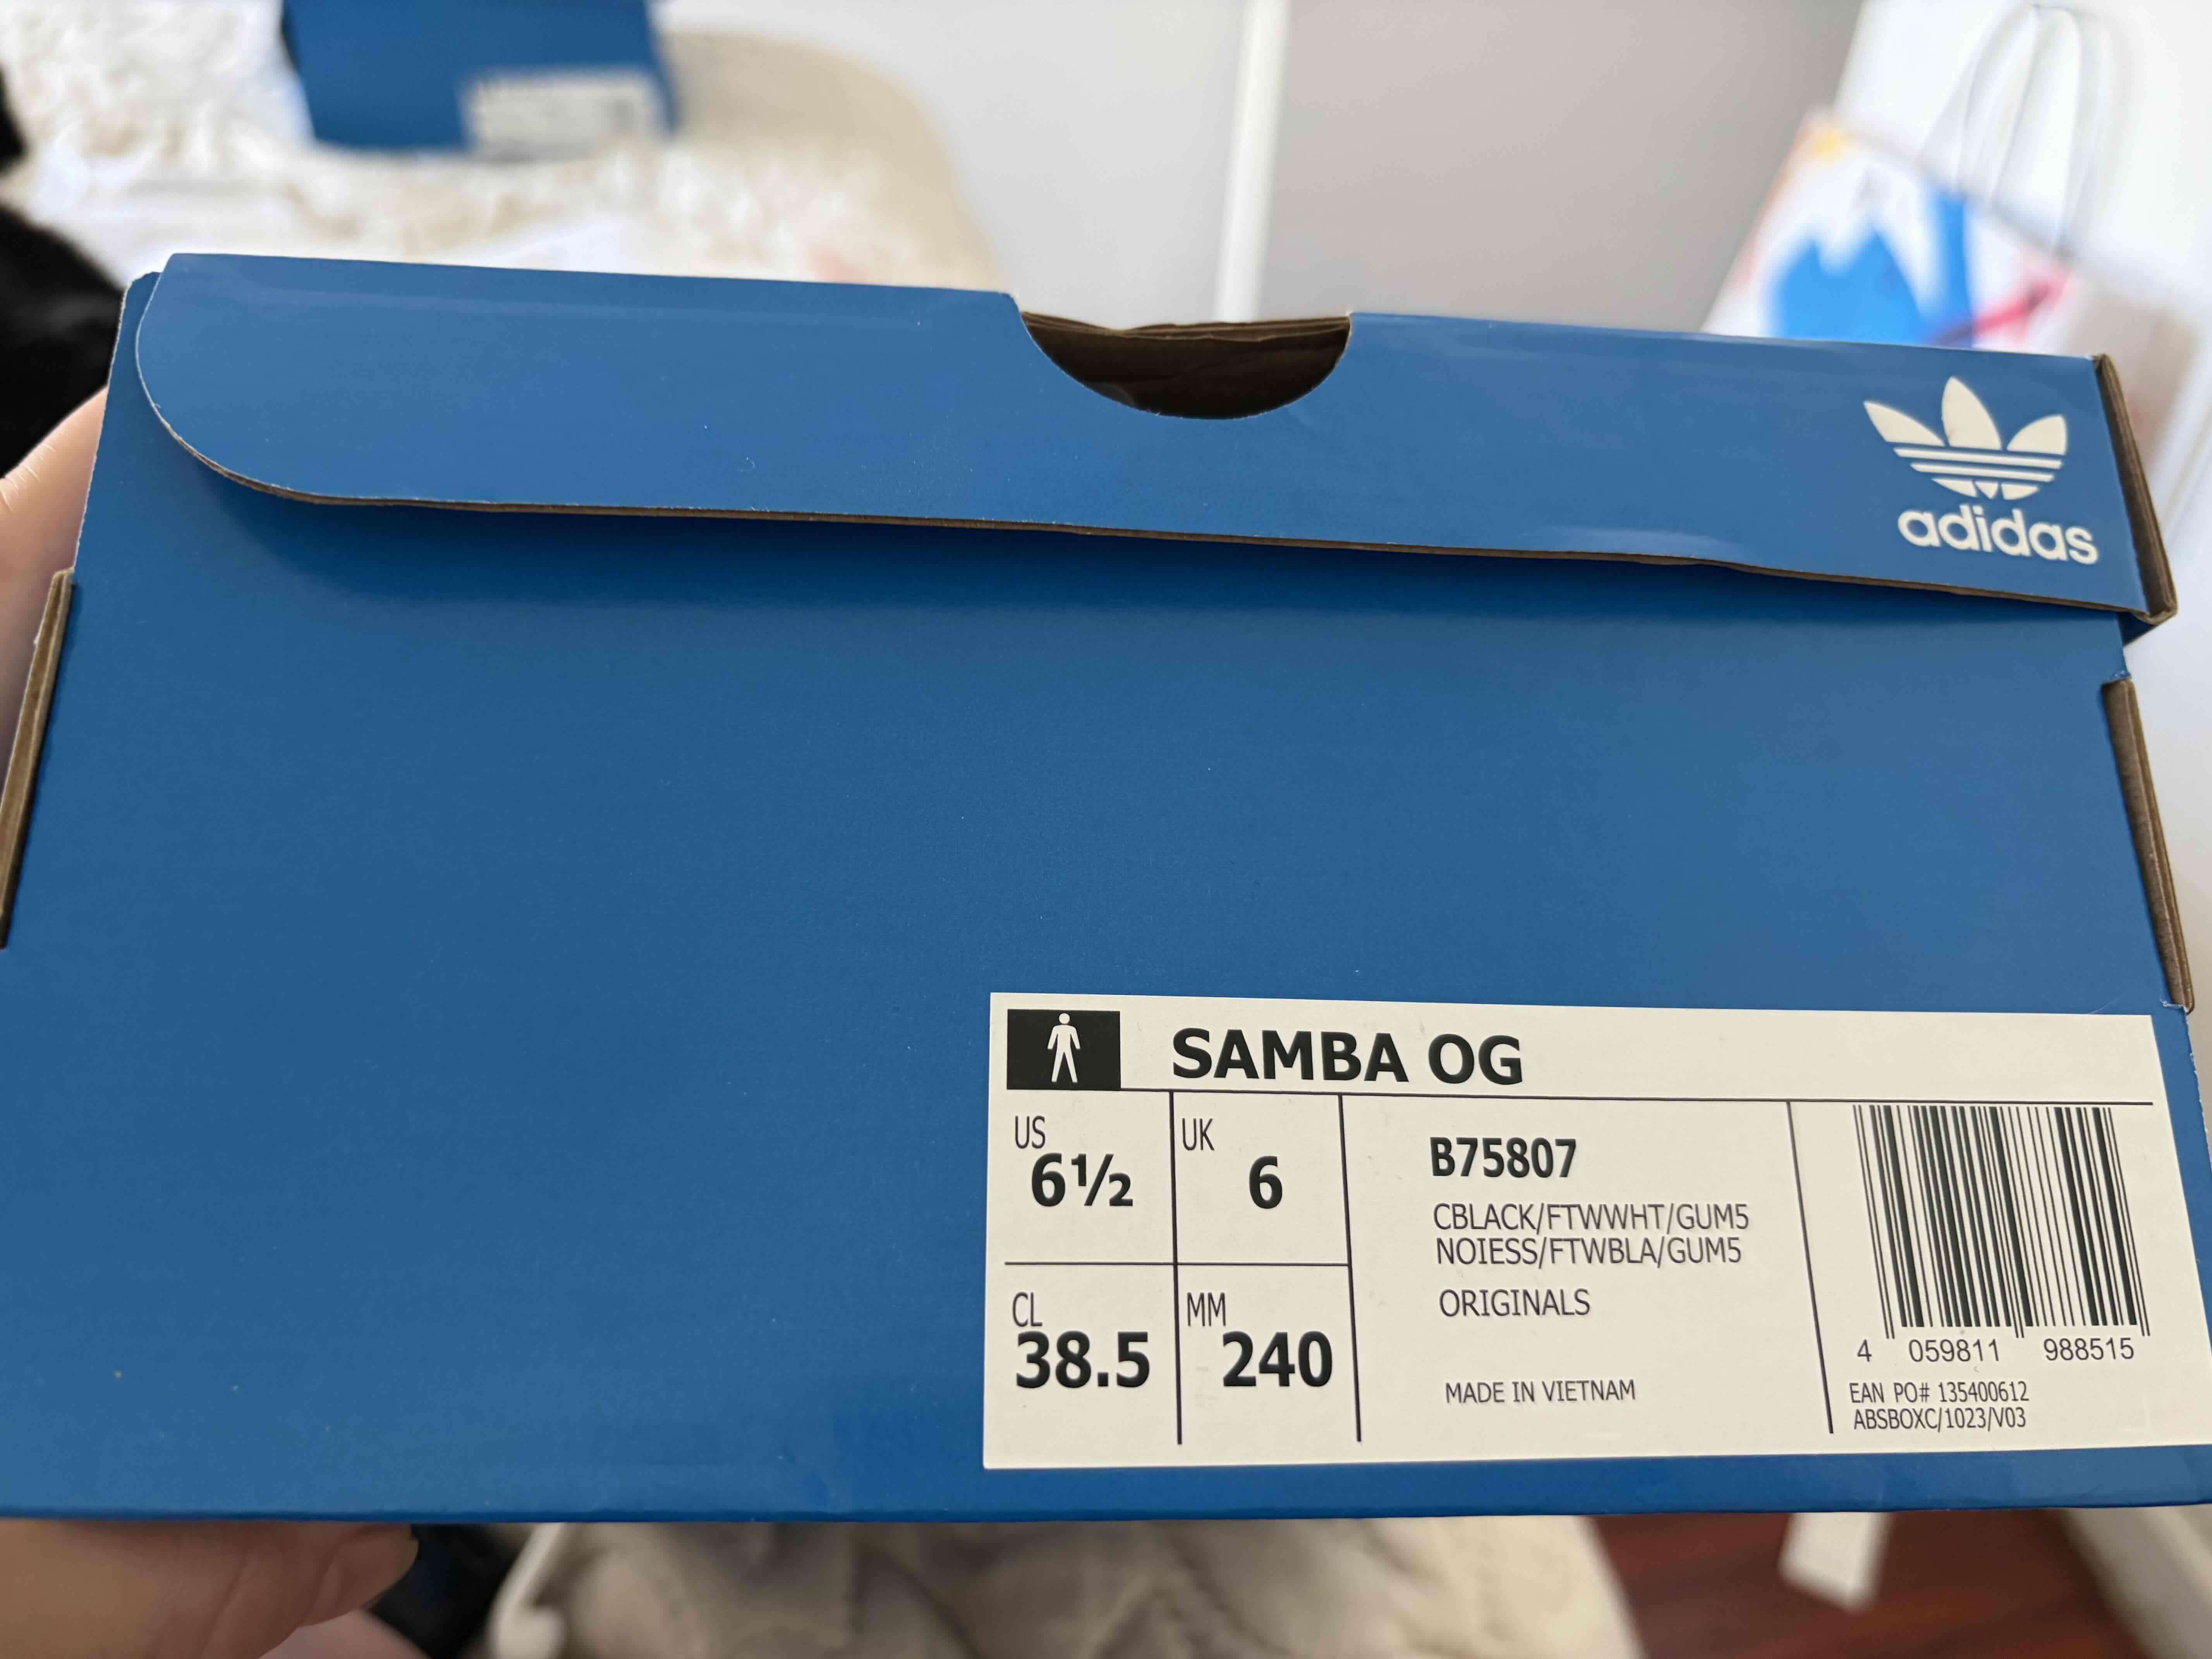 adidas
SAMBA OG
US
6½
UK
6
CL
38.5
MM
240
B75807
CBLACK/FTWWHT/GUM5
NOIESS/FTWBLA/GUM5
ORIGINALS
MADE IN VIETNAM
4 059811 988515
EAN PO# 135400612
ABSBOXC/1023/V03